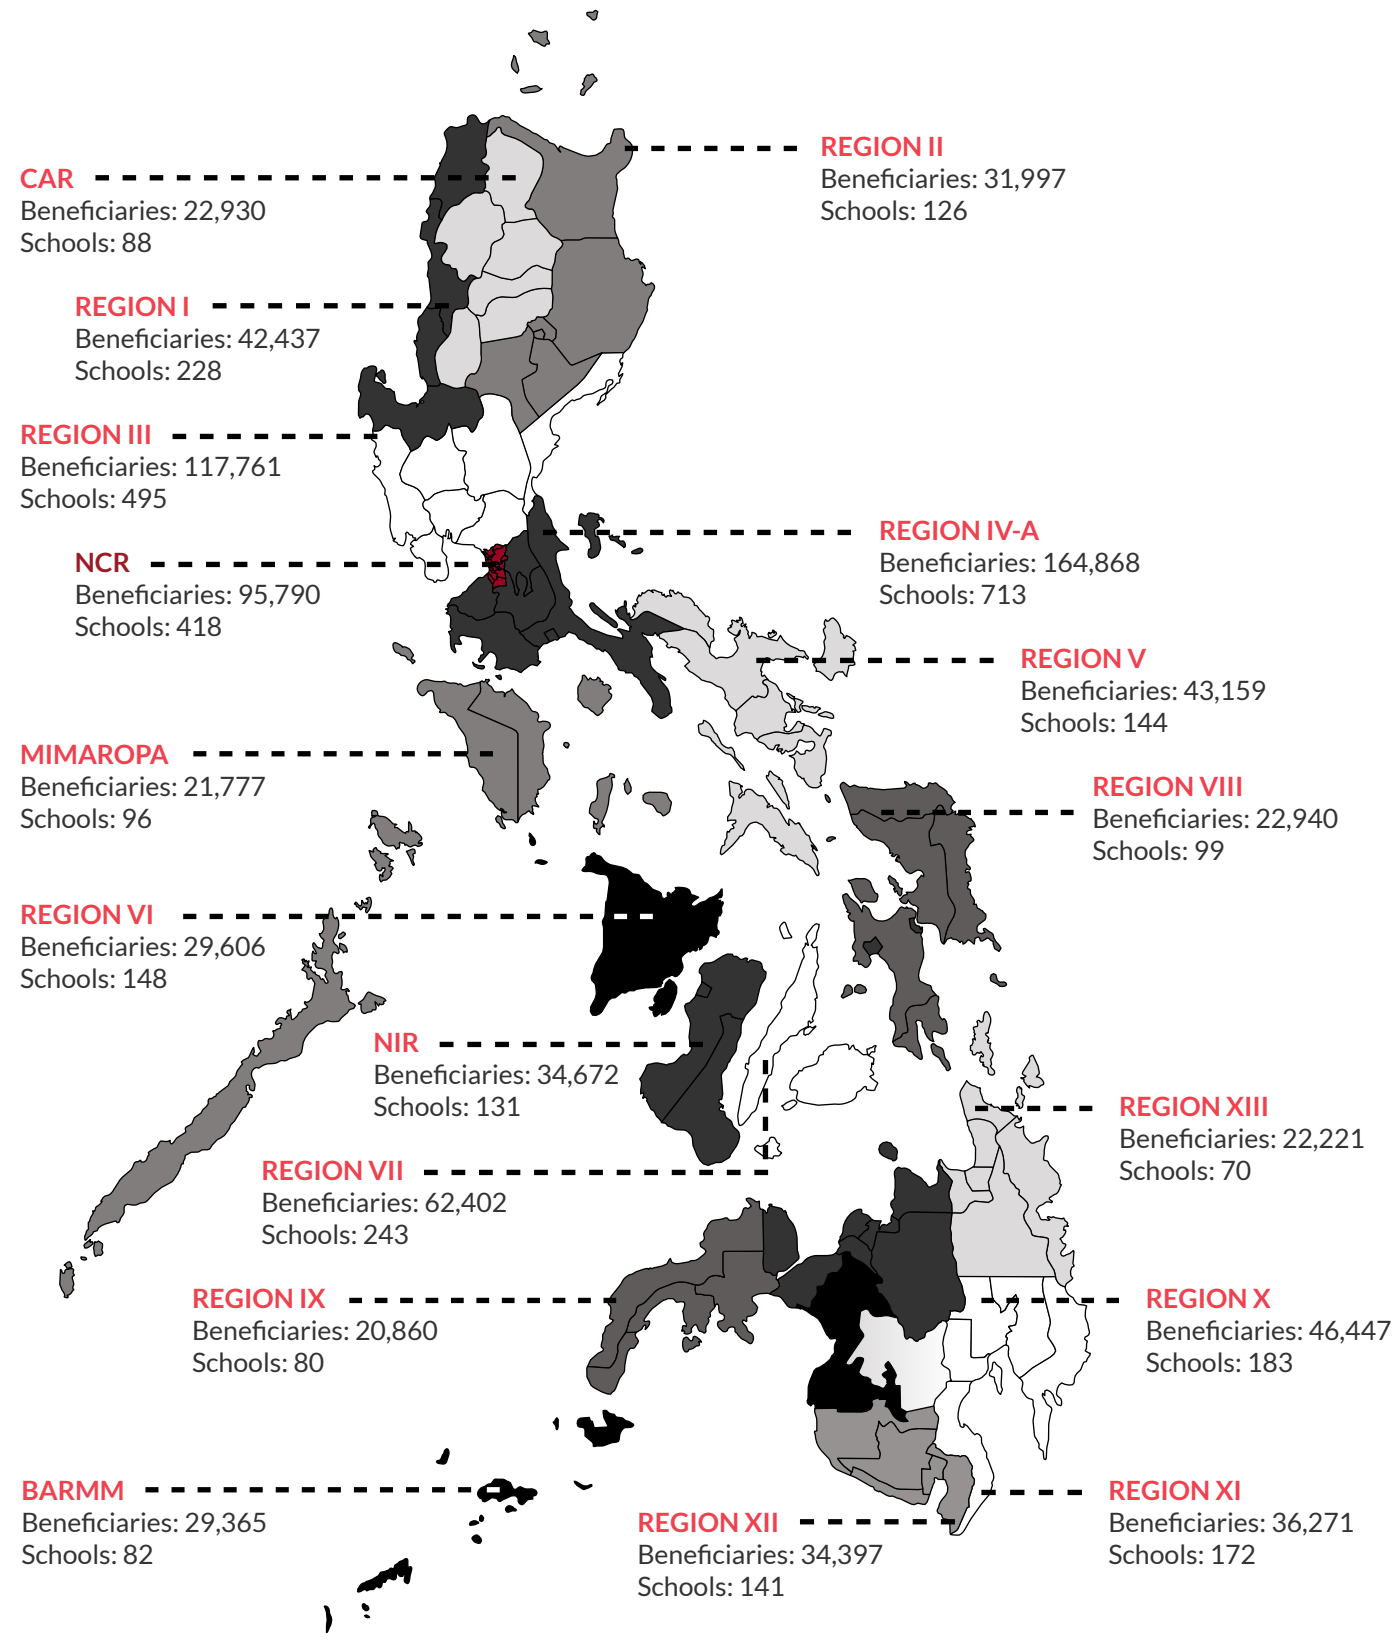 REGION II
Beneficiaries: 31,997
Schools: 126
CAR
Beneficiaries: 22,930
Schools: 88
REGION I
Beneficiaries: 42,437
Schools: 228
REGION III
Beneficiaries: 117,761
Schools: 495
REGION IV-A
Beneficiaries: 164,868
Schools: 713
NCR
Beneficiaries: 95,790
Schools: 418
REGION V
Beneficiaries: 43,159
Schools: 144
MIMAROPA
Beneficiaries: 21,777
Schools: 96
REGION VIII
Beneficiaries: 22,940
Schools: 99
REGION VI
Beneficiaries: 29,606
Schools: 148
NIR
Beneficiaries: 34,672
Schools: 131
REGION XIII
Beneficiaries: 22,221
Schools: 70
REGION VII
Beneficiaries: 62,402
Schools: 243
REGION IX
Beneficiaries: 20,860
Schools: 80
REGION X
Beneficiaries: 46,447
Schools: 183
BARMM
Beneficiaries: 29,365
Schools: 82
REGION XI
Beneficiaries: 36,271
Schools: 172
REGION XII
Beneficiaries: 34,397
Schools: 141